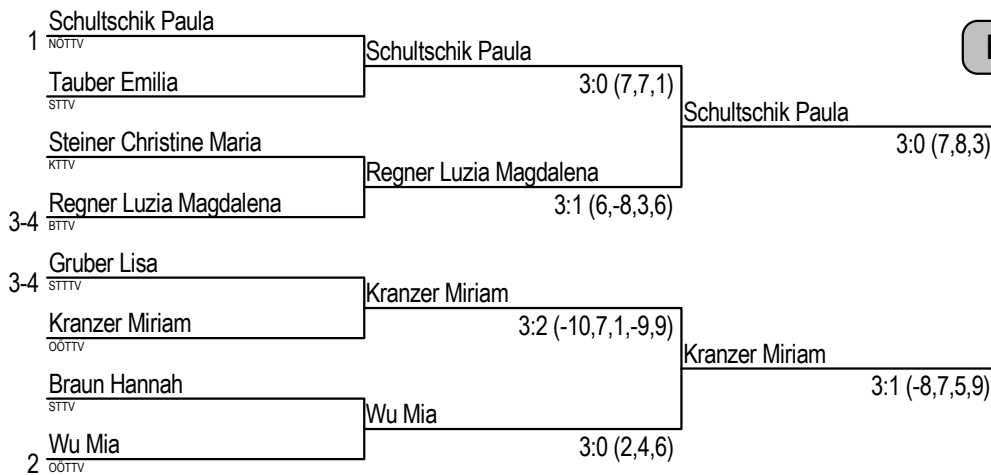 Schultschik Paula
1
NÖTTV
Schultschik Paula
Tauber Emilia
STTV
3:0 (7,7,1)
Schultschik Paula
Steiner Christine Maria
KTTV
3:0 (7,8,3)
Regner Luzia Magdalena
Regner Luzia Magdalena
3-4
BTTV
3:1 (6,-8,3,6)
Gruber Lisa
3-4
STTTV
Kranzer Miriam
Kranzer Miriam
OÖTTV
3:2 (-10,7,1,-9,9)
Kranzer Miriam
Braun Hannah
STTV
3:1 (-8,7,5,9)
Wu Mia
Wu Mia
2
OÖTTV
3:0 (2,4,6)